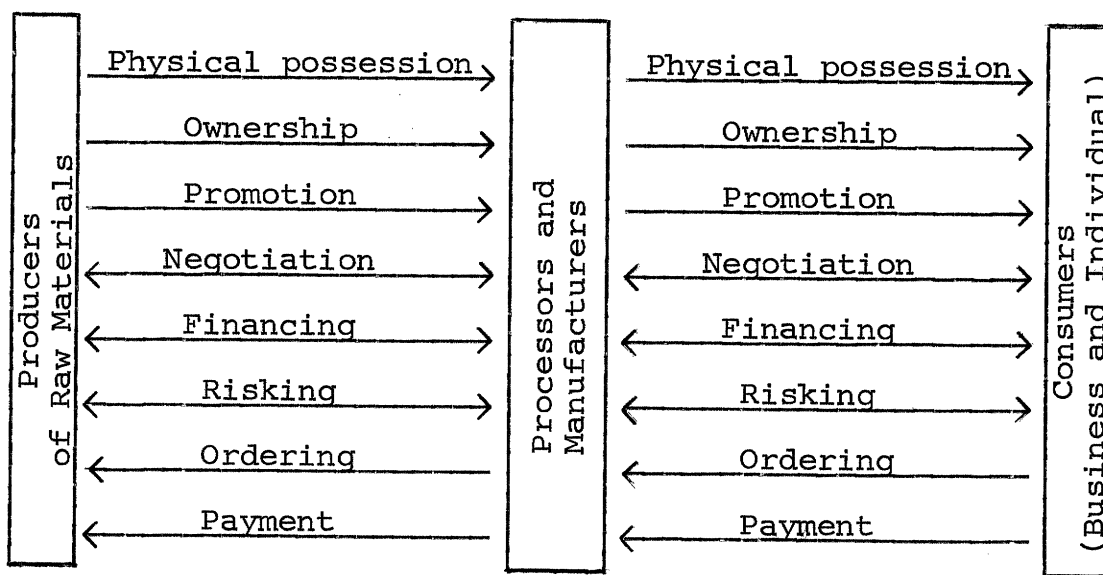 Producers
of Raw Materials
Physical possession
Ownership
Promotion
Negotiation
Financing
Risking
Ordering
Payment
Processors and
Manufacturers
Physical possession
Ownership
Promotion
Negotiation
Financing
Risking
Ordering
Payment
Consumers
(Business and Individual)